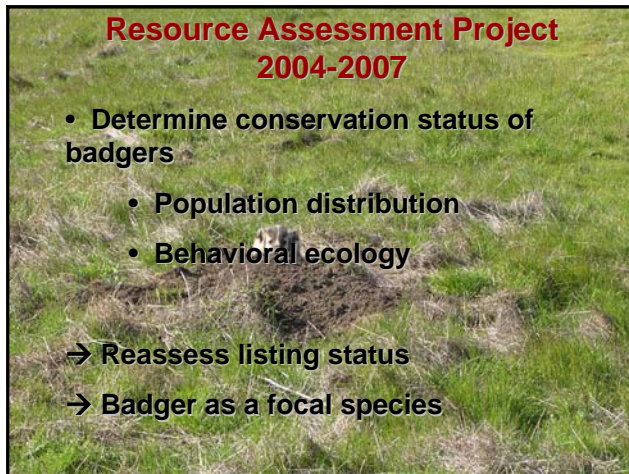 Resource Assessment Project
2004-2007
• Determine conservation status of
badgers
• Population distribution
• Behavioral ecology
→ Reassess listing status
→ Badger as a focal species